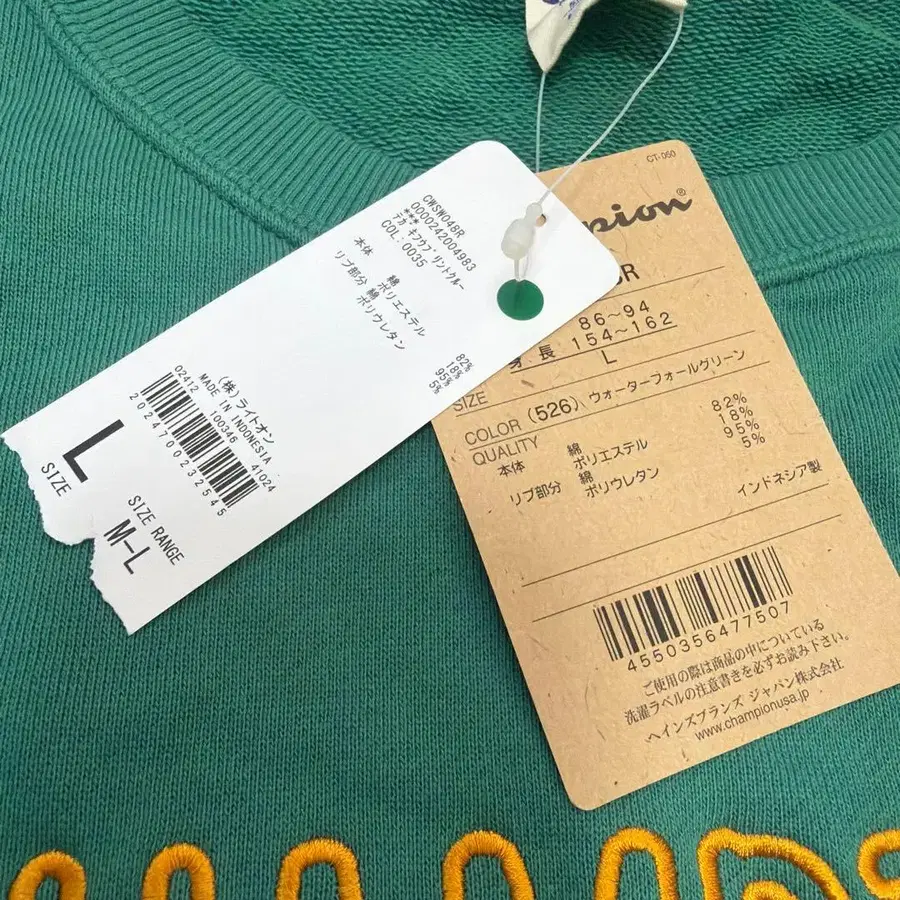 CWSW048R
0000242004983
***
デカ キフウプリントクルー
COL:0035
本体 綿 82%
ポリエステル 18%
リブ部分 綿 95%
ポリウレタン 5%
(株)ライトオン
MADE IN INDONESIA
02412 100346 41024
2024700232545
L
SIZE
SIZE RANGE
M-L
CT-050
pion®
R
86~94
身長 154~162
SIZE L
COLOR (526) ウォーターフォールグリーン
QUALITY
本体 綿 82%
ポリエステル 18%
リブ部分 綿 95%
ポリウレタン 5%
インドネシア製
4550356477507
ご使用の際は商品の中についている
洗濯ラベルの注意書きを必ずお読み下さい。
ヘインズブランズ ジャパン株式会社
www.championusa.jp